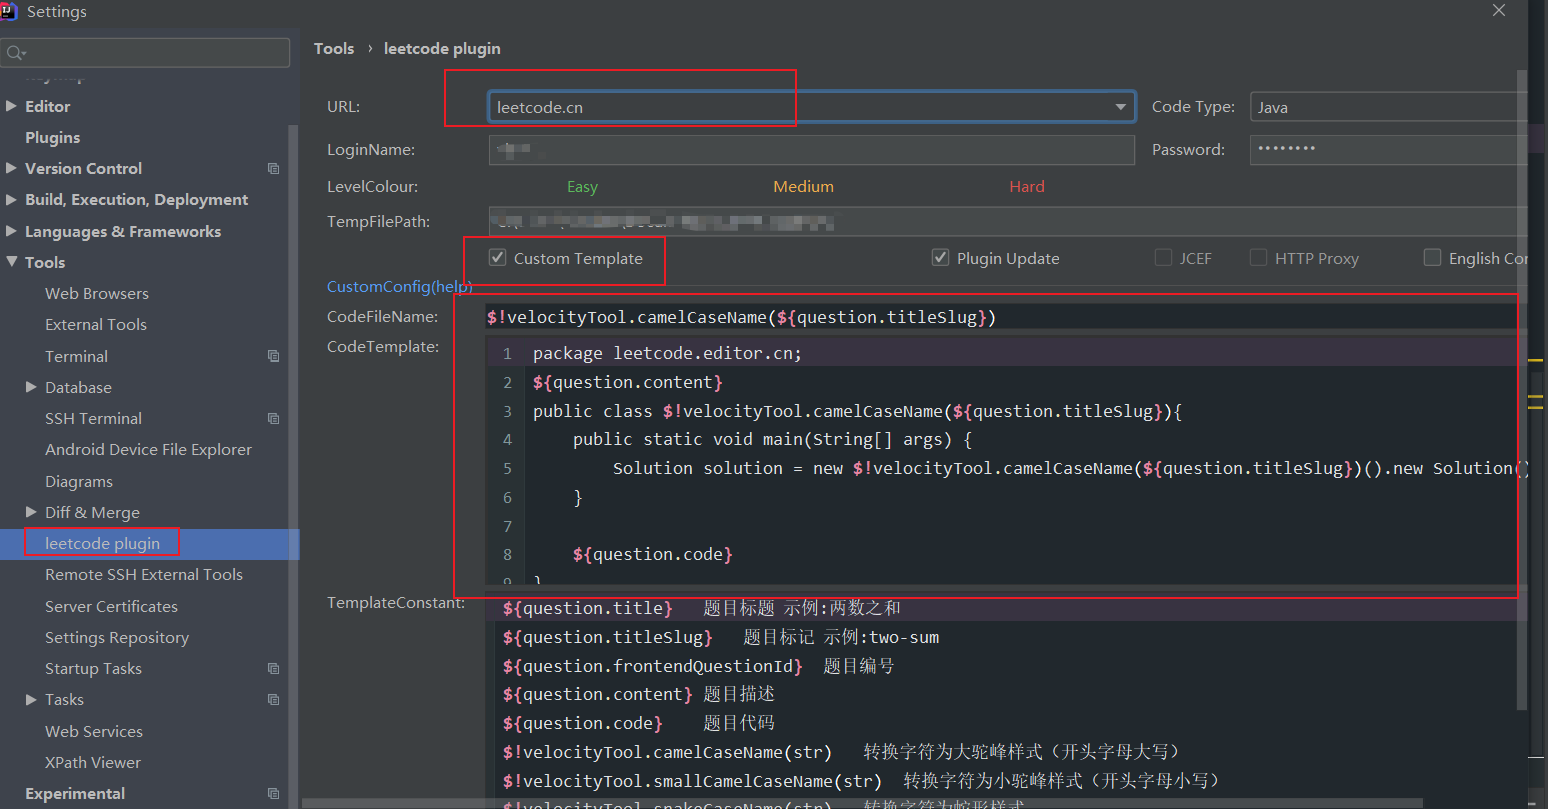 Settings
Tools › leetcode plugin
Editor
Plugins
Version Control
Build, Execution, Deployment
Languages & Frameworks
Tools
Web Browsers
External Tools
Terminal
Database
SSH Terminal
Android Device File Explorer
Diagrams
Diff & Merge
leetcode plugin
Remote SSH External Tools
Server Certificates
Settings Repository
Startup Tasks
Tasks
Web Services
XPath Viewer
Experimental
URL: leetcode.cn Code Type: Java
LoginName: Password: ••••••••
LevelColour: Easy Medium Hard
TempFilePath:
Custom Template Plugin Update JCEF HTTP Proxy English Con
CustomConfig(help)
CodeFileName: $!velocityTool.camelCaseName(${question.titleSlug})
CodeTemplate:
1 package leetcode.editor.cn;
2 ${question.content}
3 public class $!velocityTool.camelCaseName(${question.titleSlug}){
4 public static void main(String[] args) {
5 Solution solution = new $!velocityTool.camelCaseName(${question.titleSlug})().new Solution()
6 }
7
8 ${question.code}
9 }
TemplateConstant:
${question.title} 题目标题 示例:两数之和
${question.titleSlug} 题目标记 示例:two-sum
${question.frontendQuestionId} 题目编号
${question.content} 题目描述
${question.code} 题目代码
$!velocityTool.camelCaseName(str) 转换字符为大驼峰样式（开头字母大写）
$!velocityTool.smallCamelCaseName(str) 转换字符为小驼峰样式（开头字母小写）
$!velocityTool.snakeCaseName(str) 转换字符为蛇形样式